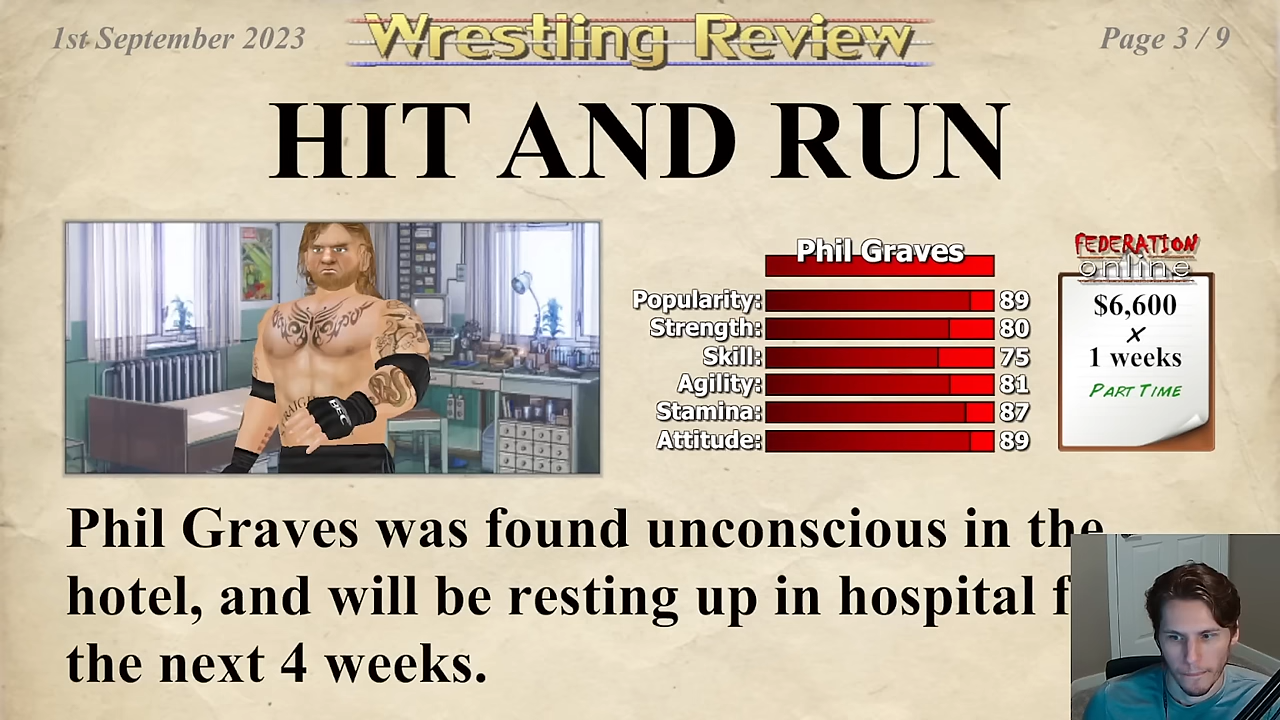 1st September 2023
Wrestling Review
Page 3 / 9
HIT AND RUN
Phil Graves
Popularity: 89
Strength: 80
Skill: 75
Agility: 81
Stamina: 87
Attitude: 89
FEDERATION
online
$6,600
x
1 weeks
PART TIME
Phil Graves was found unconscious in the
hotel, and will be resting up in hospital f
the next 4 weeks.